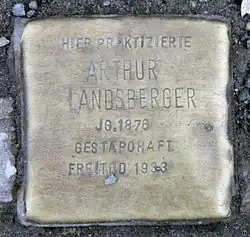 HIER PRAKTIZIERTE
ARTHUR
LANDSBERGER
JG. 1876
GESTAPOHAFT
FREITOD 1933